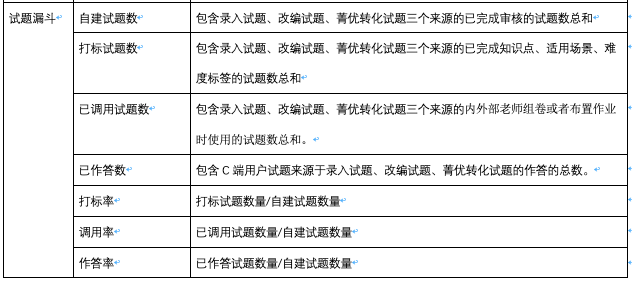 试题漏斗 自建试题数 包含录入试题、改编试题、菁优转化试题三个来源的已完成审核的试题数总和
打标试题数 包含录入试题、改编试题、菁优转化试题三个来源的已完成知识点、适用场景、难
度标签的试题数总和
已调用试题数 包含录入试题、改编试题、菁优转化试题三个来源的内外部老师组卷或者布置作业
时使用的试题数总和。
已作答数 包含 C 端用户试题来源于录入试题、改编试题、菁优转化试题的作答的总数。
打标率 打标试题数量/自建试题数量
调用率 已调用试题数量/自建试题数量
作答率 已作答试题数量/自建试题数量